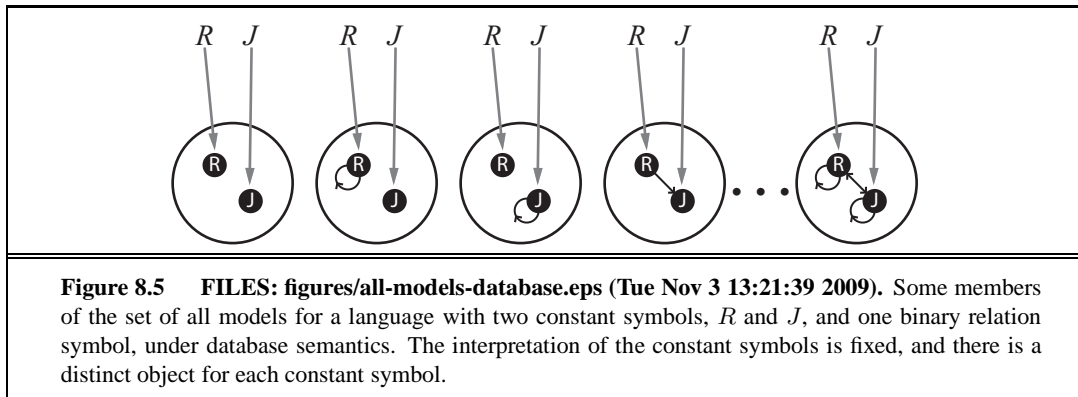 R J R J R J R J R J
R R R R R
J J J J J
Figure 8.5 FILES: figures/all-models-database.eps (Tue Nov 3 13:21:39 2009). Some members
of the set of all models for a language with two constant symbols, R and J, and one binary relation
symbol, under database semantics. The interpretation of the constant symbols is fixed, and there is a
distinct object for each constant symbol.